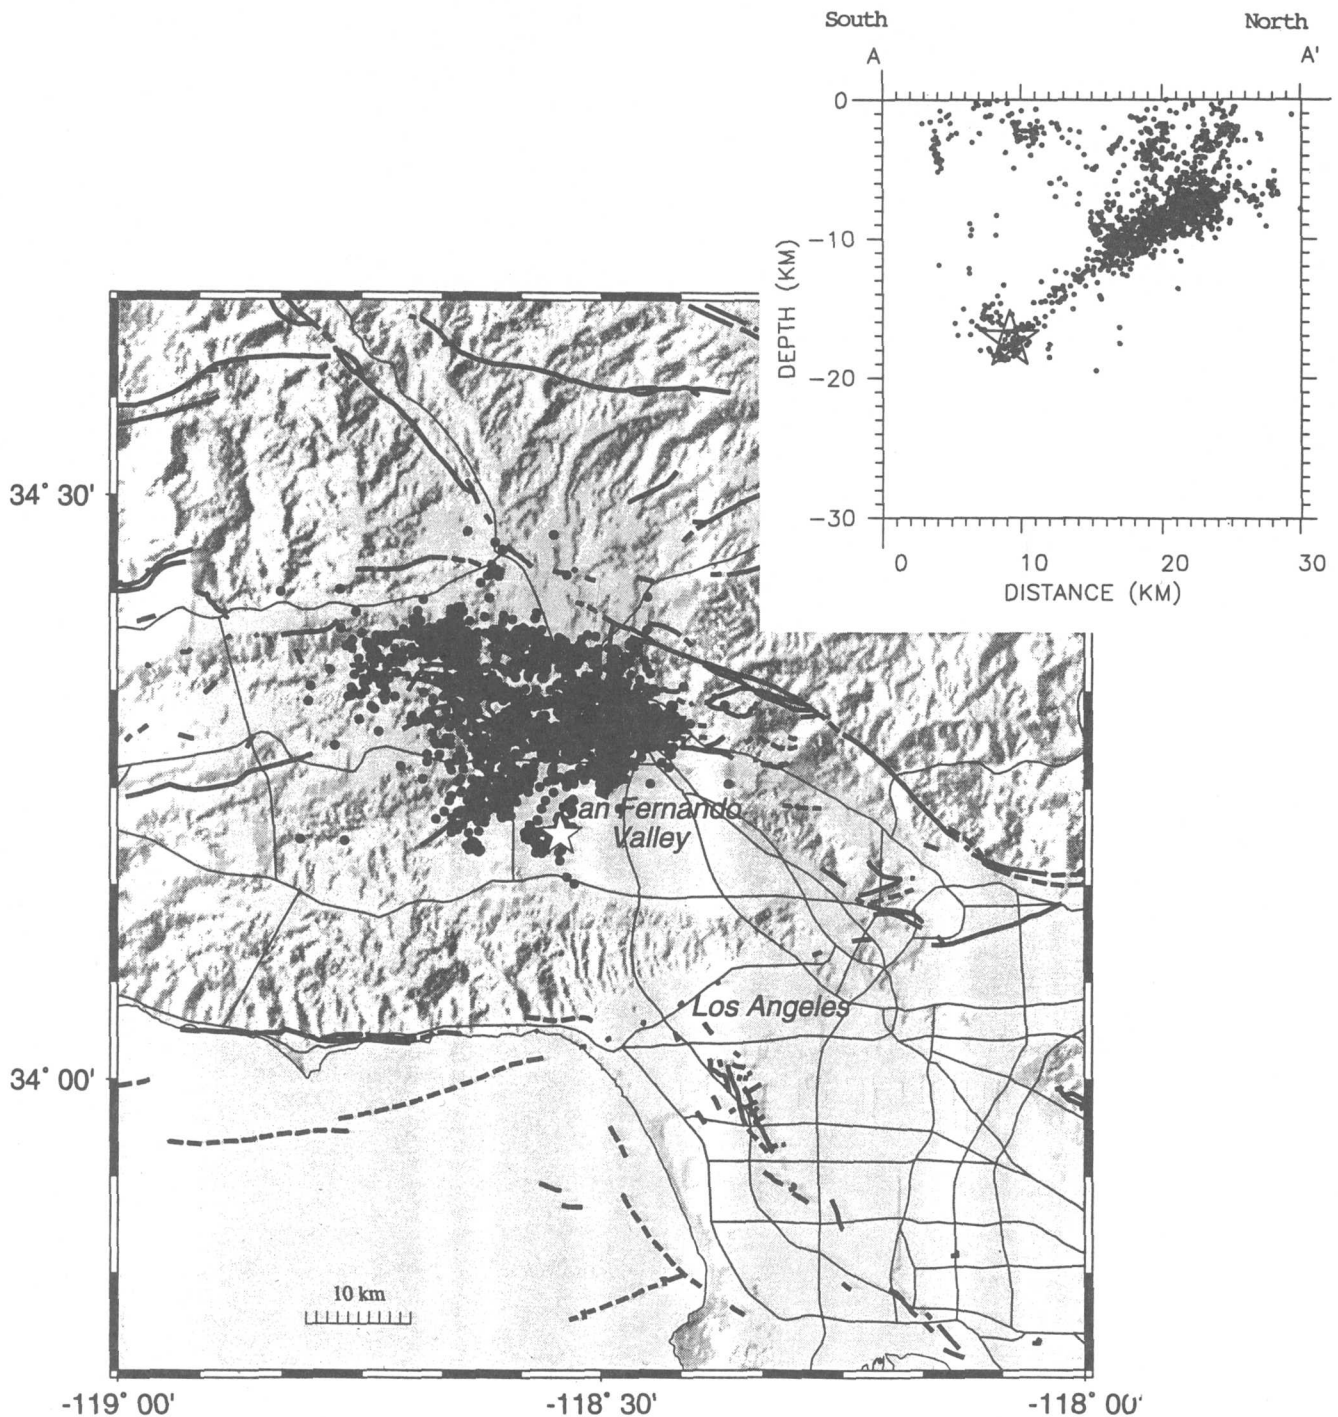 South North
A A'
0
-10
-20
-30
DEPTH (KM)
0 10 20 30
DISTANCE (KM)
34° 30'
34° 00'
San Fernando
Valley
Los Angeles
10 km
-119° 00' -118° 30' -118° 00'